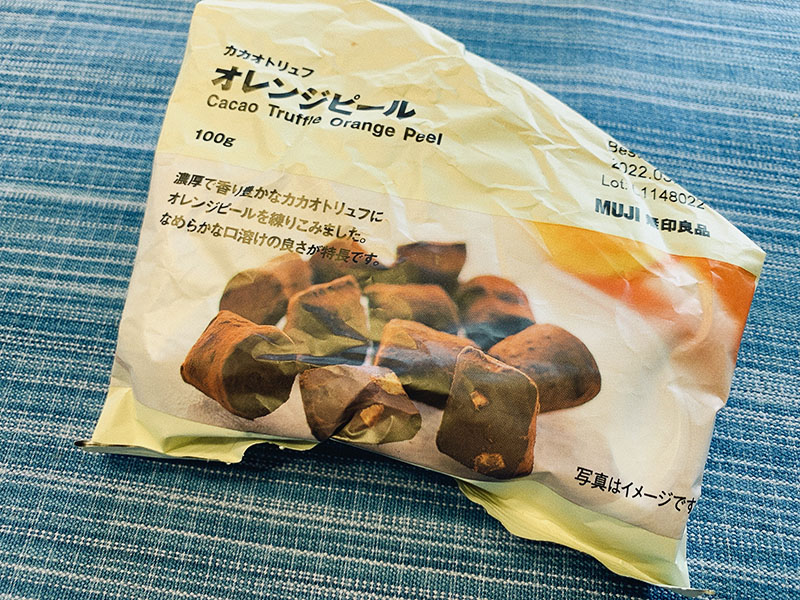 カカオトリュフ
オレンジピール
Cacao Truffle Orange Peel
100g
Lot. L1148022
MUJI 無印良品
濃厚で香り豊かなカカオトリュフに
オレンジピールを練りこみました。
なめらかな口溶けの良さが特長です。
写真はイメージです